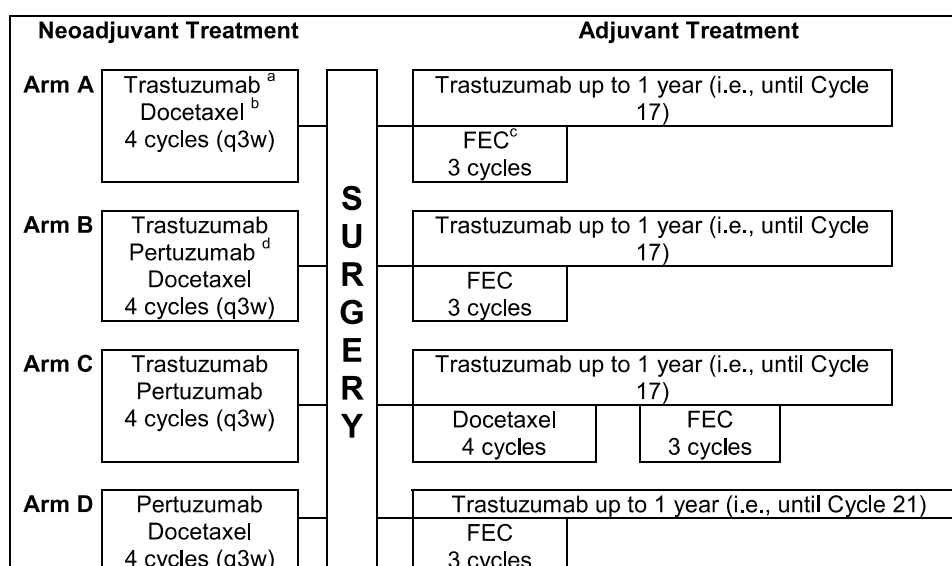 Neoadjuvant Treatment
Adjuvant Treatment
Arm A
Trastuzumab a
Docetaxel b
4 cycles (q3w)
Trastuzumab up to 1 year (i.e., until Cycle
17)
FECc
3 cycles
SURGERY
Arm B
Trastuzumab
Pertuzumab d
Docetaxel
4 cycles (q3w)
Trastuzumab up to 1 year (i.e., until Cycle
17)
FEC
3 cycles
Arm C
Trastuzumab
Pertuzumab
4 cycles (q3w)
Trastuzumab up to 1 year (i.e., until Cycle
17)
Docetaxel
4 cycles
FEC
3 cycles
Arm D
Pertuzumab
Docetaxel
4 cycles (q3w)
Trastuzumab up to 1 year (i.e., until Cycle 21)
FEC
3 cycles